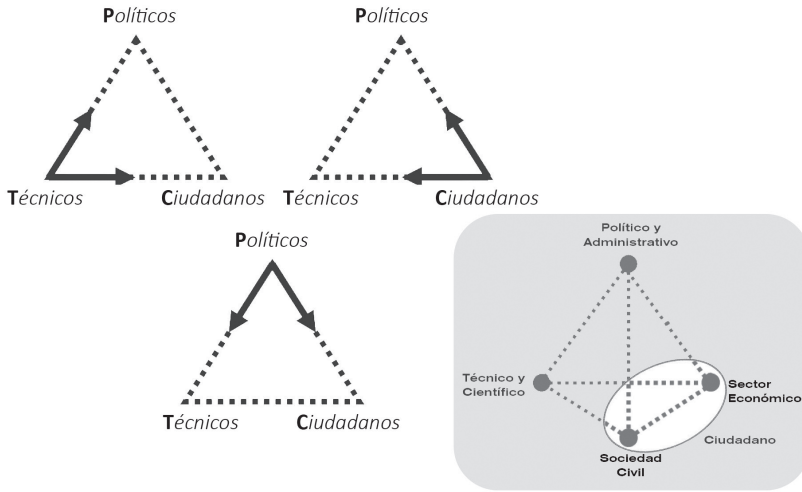 Políticos
Políticos
Técnicos
Ciudadanos
Técnicos
Ciudadanos
Políticos
Técnicos
Ciudadanos
Político y
Administrativo
Técnico y
Científico
Sector
Económico
Ciudadano
Sociedad
Civil